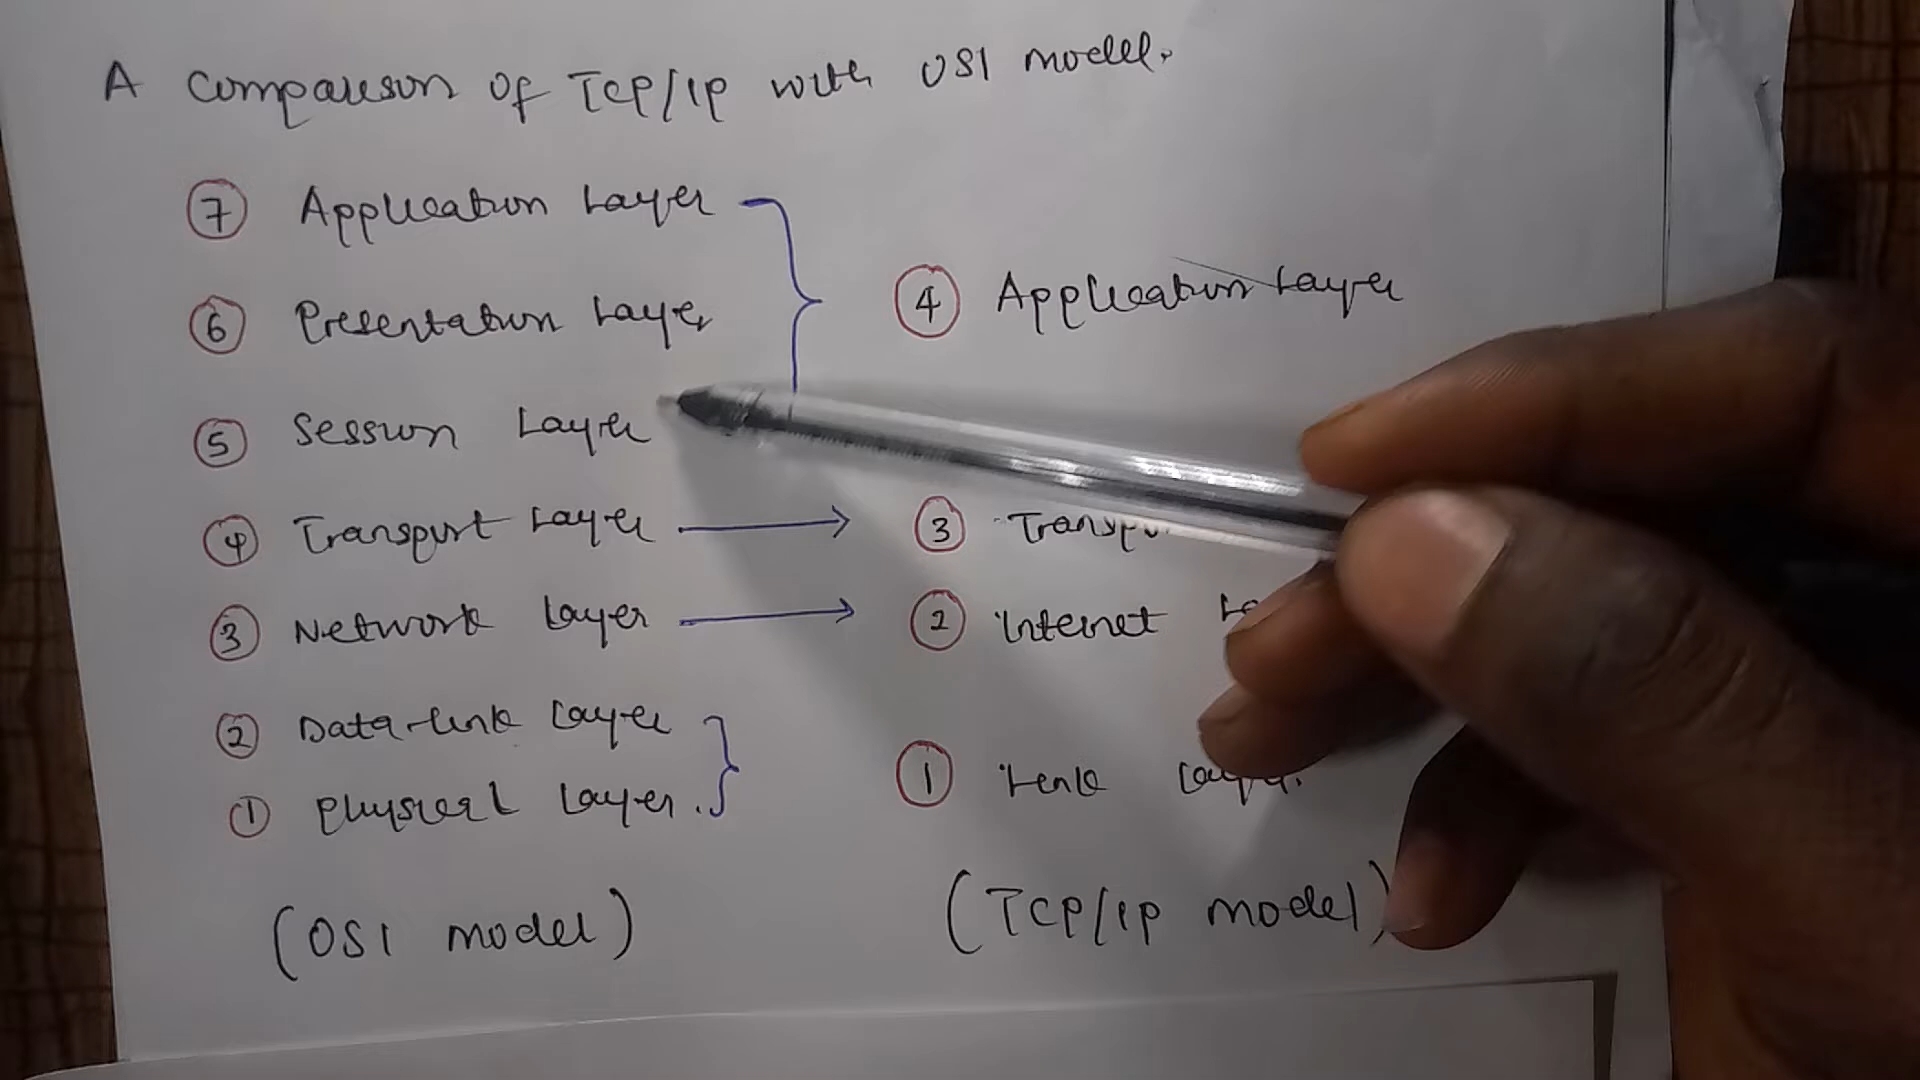 A Comparison of TCP/IP with OSI model.
7 Application Layer
6 Presentation Layer
5 Session Layer
4 Transport Layer
3 Network Layer
2 Data-link Layer
1 Physical Layer.
(OSI model)
4 Application Layer
3
2 Internet
1 Link Layer.
(TCP/IP model)